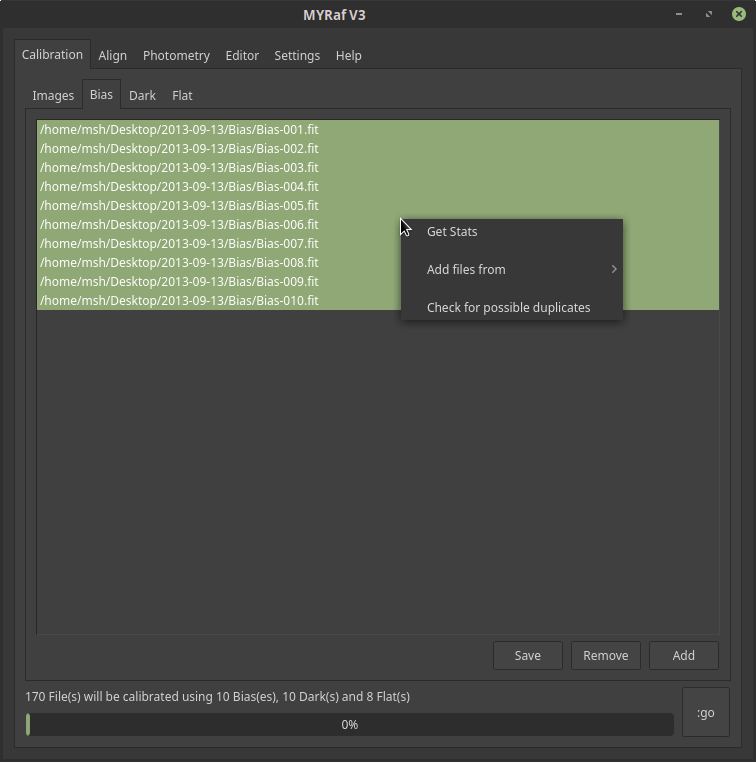 MYRaf V3
Calibration Align Photometry Editor Settings Help
Images Bias Dark Flat
/home/msh/Desktop/2013-09-13/Bias/Bias-001.fit
/home/msh/Desktop/2013-09-13/Bias/Bias-002.fit
/home/msh/Desktop/2013-09-13/Bias/Bias-003.fit
/home/msh/Desktop/2013-09-13/Bias/Bias-004.fit
/home/msh/Desktop/2013-09-13/Bias/Bias-005.fit
/home/msh/Desktop/2013-09-13/Bias/Bias-006.fit
/home/msh/Desktop/2013-09-13/Bias/Bias-007.fit
/home/msh/Desktop/2013-09-13/Bias/Bias-008.fit
/home/msh/Desktop/2013-09-13/Bias/Bias-009.fit
/home/msh/Desktop/2013-09-13/Bias/Bias-010.fit
Get Stats
Add files from
Check for possible duplicates
Save Remove Add
170 File(s) will be calibrated using 10 Bias(es), 10 Dark(s) and 8 Flat(s)
0%
:go